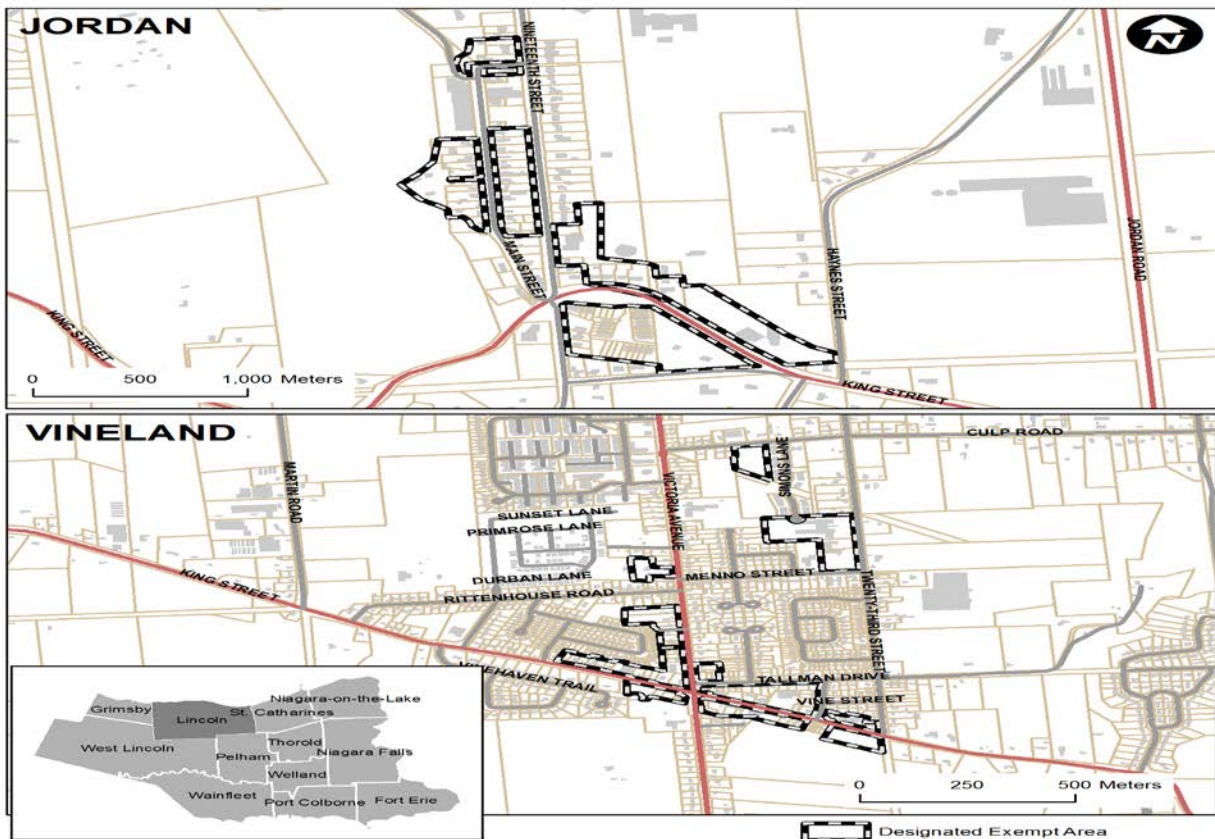 JORDAN
N
NINETEENTH STREET
MAIN STREET
HAYNES STREET
JORDAN ROAD
KING STREET
KING STREET
0 500 1,000 Meters
VINELAND
MARTIN ROAD
CULP ROAD
SIMONS LANE
VICTORIA AVENUE
SUNSET LANE
PRIMROSE LANE
DURBAN LANE
MENNO STREET
RITTENHOUSE ROAD
KING STREET
TWENTY-THIRD STREET
VINEHAVEN TRAIL
TALLMAN DRIVE
VINE STREET
Niagara-on-the-Lake
Grimsby
Lincoln
St. Catharines
West Lincoln
Thorold
Pelham
Niagara Falls
Welland
Wainfleet
Port Colborne
Fort Erie
0 250 500 Meters
Designated Exempt Area